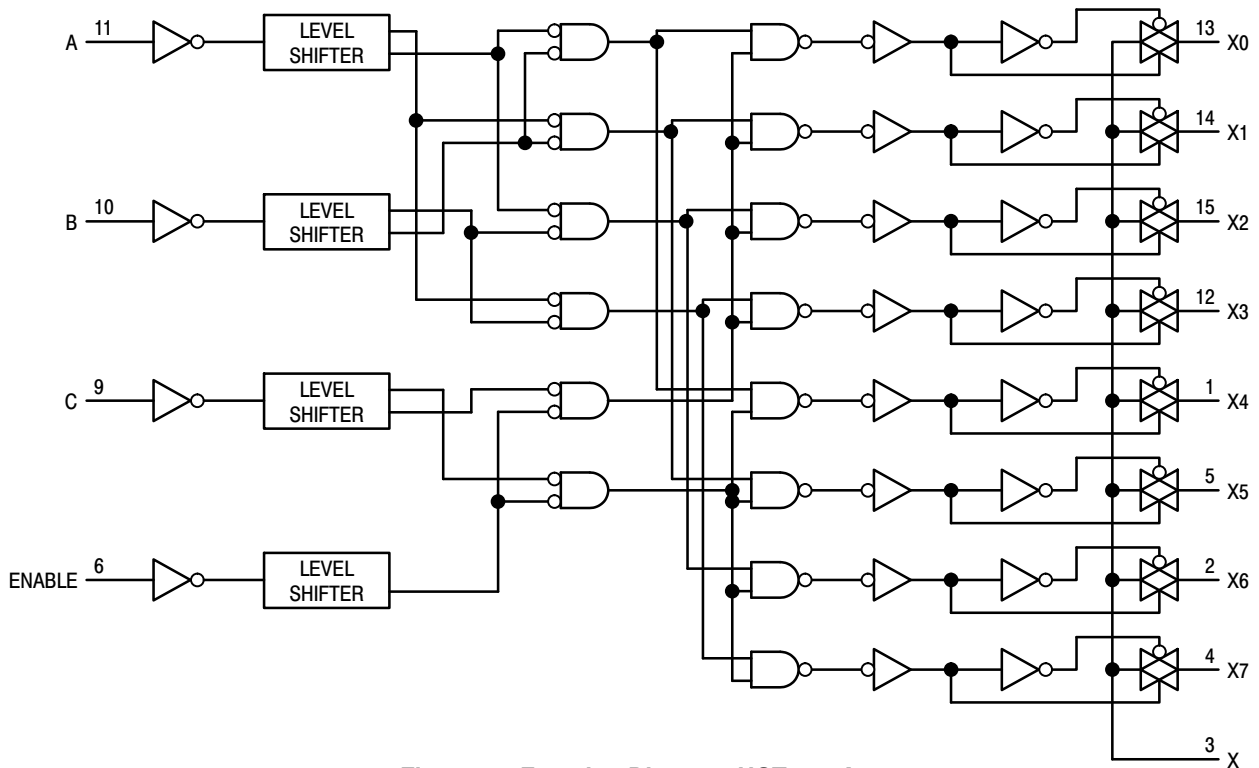 A 11 LEVEL SHIFTER 13 X0
14 X1
B 10 LEVEL SHIFTER 15 X2
12 X3
C 9 LEVEL SHIFTER 1 X4
5 X5
ENABLE 6 LEVEL SHIFTER 2 X6
4 X7
3 X